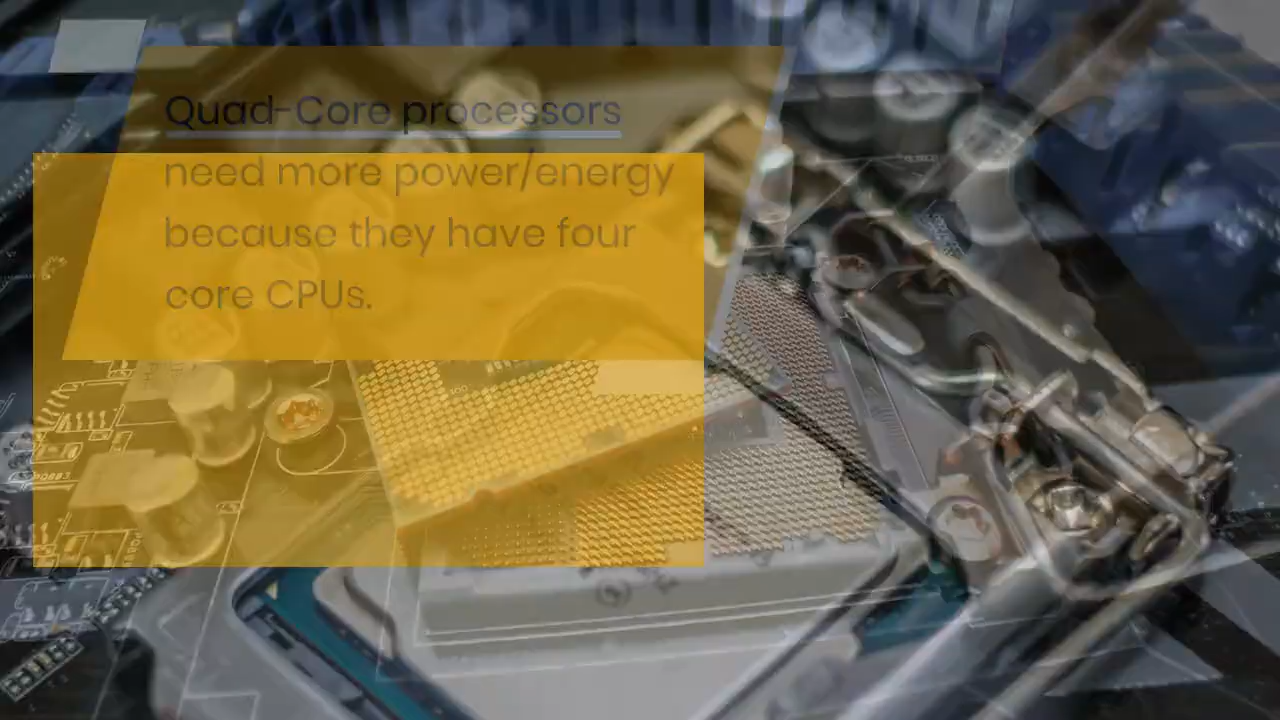 Quad-Core processors
need more power/energy
because they have four
core CPUs.